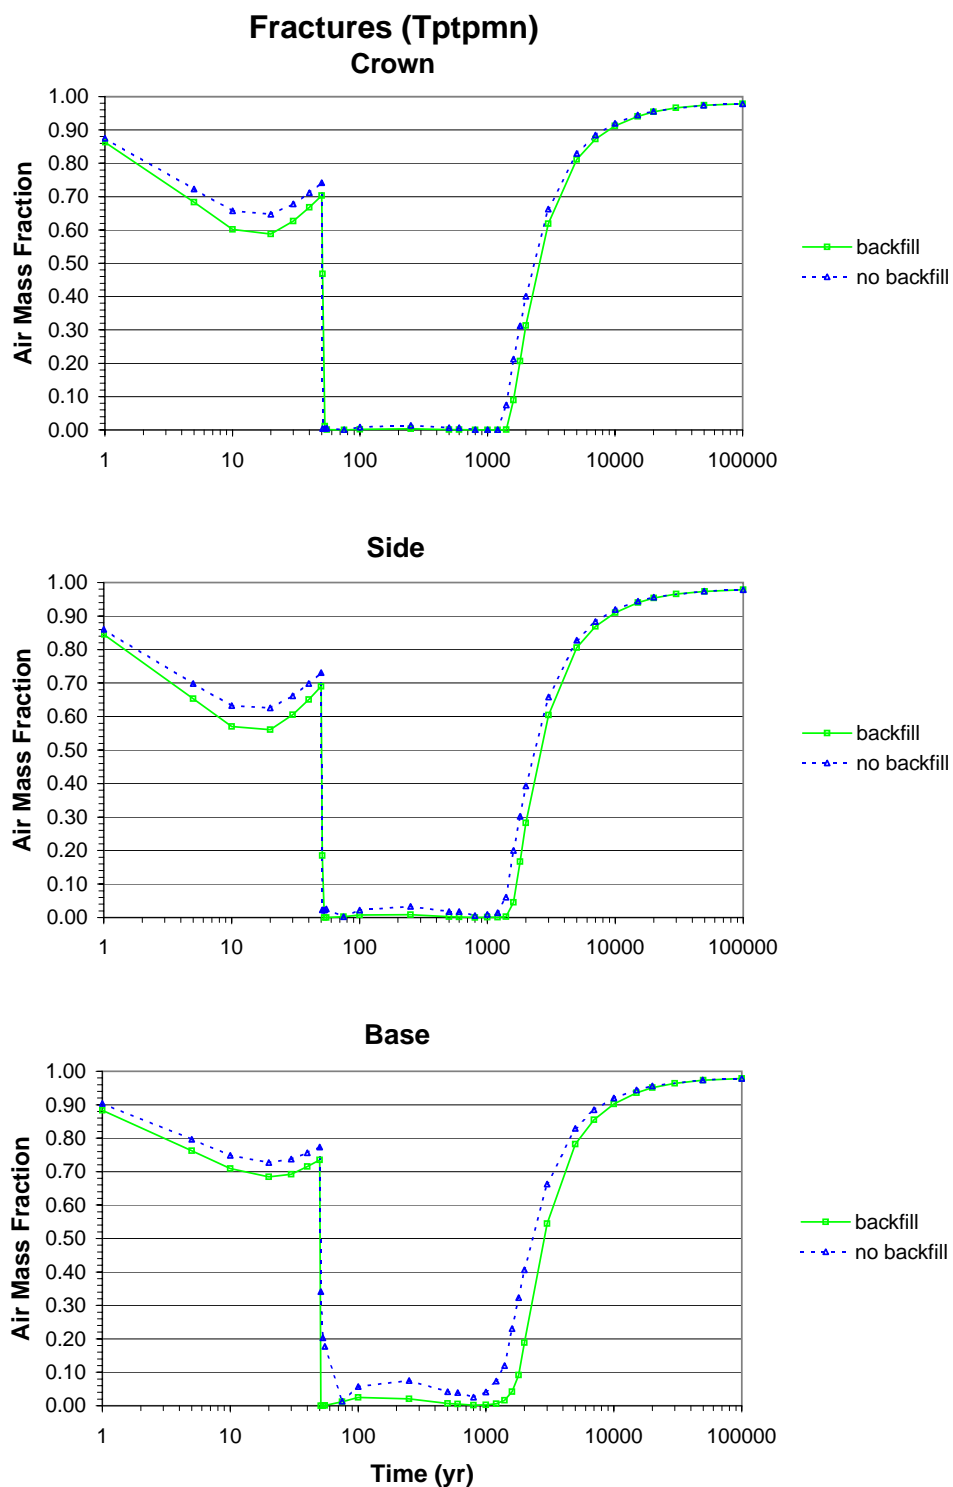 Fractures (Tptpmn)
Crown
1.00
0.90
0.80
0.70
0.60
0.50
0.40
0.30
0.20
0.10
0.00
Air Mass Fraction
1 10 100 1000 10000 100000
backfill
no backfill
Side
1.00
0.90
0.80
0.70
0.60
0.50
0.40
0.30
0.20
0.10
0.00
Air Mass Fraction
1 10 100 1000 10000 100000
backfill
no backfill
Base
1.00
0.90
0.80
0.70
0.60
0.50
0.40
0.30
0.20
0.10
0.00
Air Mass Fraction
1 10 100 1000 10000 100000
Time (yr)
backfill
no backfill